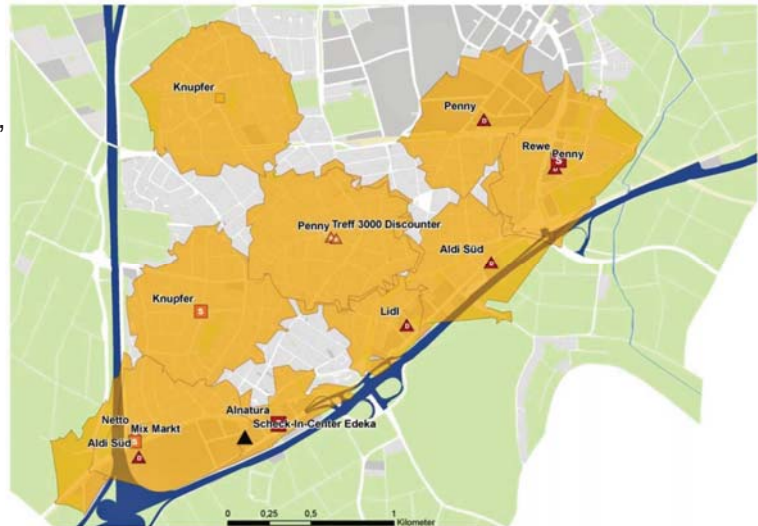 ,
Knupfer
Penny
Rewe
Penny
S
D
D
Penny Treff 3000 Discounter
Aldi Süd
D
Knupfer
S
Lidl
D
Alnatura
Scheck-In-Center Edeka
Netto
Mix Markt
Aldi Süd
D
0 0,25 0,5 1
Kilometer